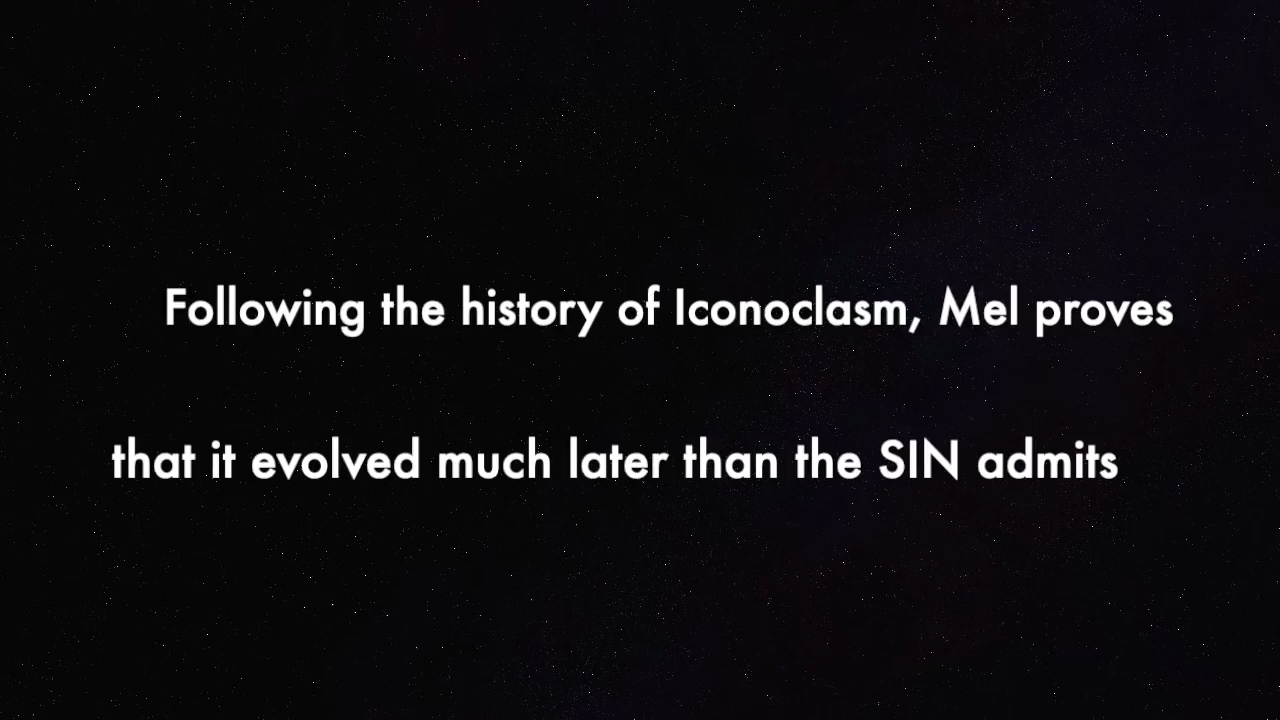 Following the history of Iconoclasm, Mel proves
that it evolved much later than the SIN admits